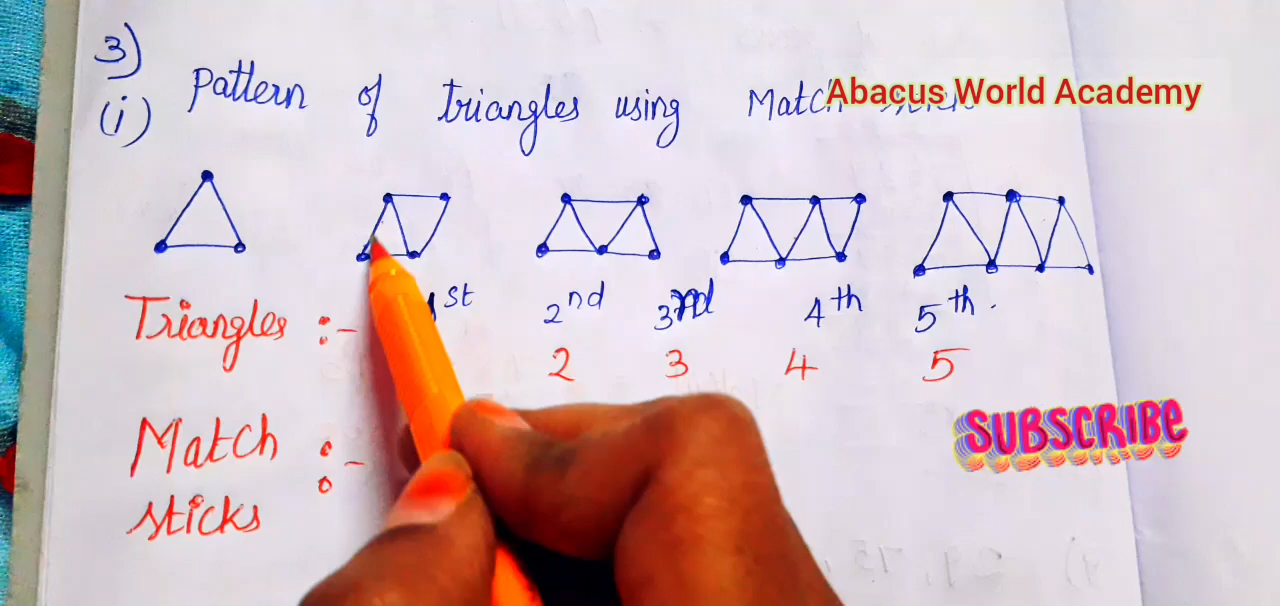 3)
(i) Pattern of triangles using Match
Abacus World Academy
1st 2nd 3rd 4th 5th.
Triangles :- 2 3 4 5
SUBSCRIBE
Match :-
sticks